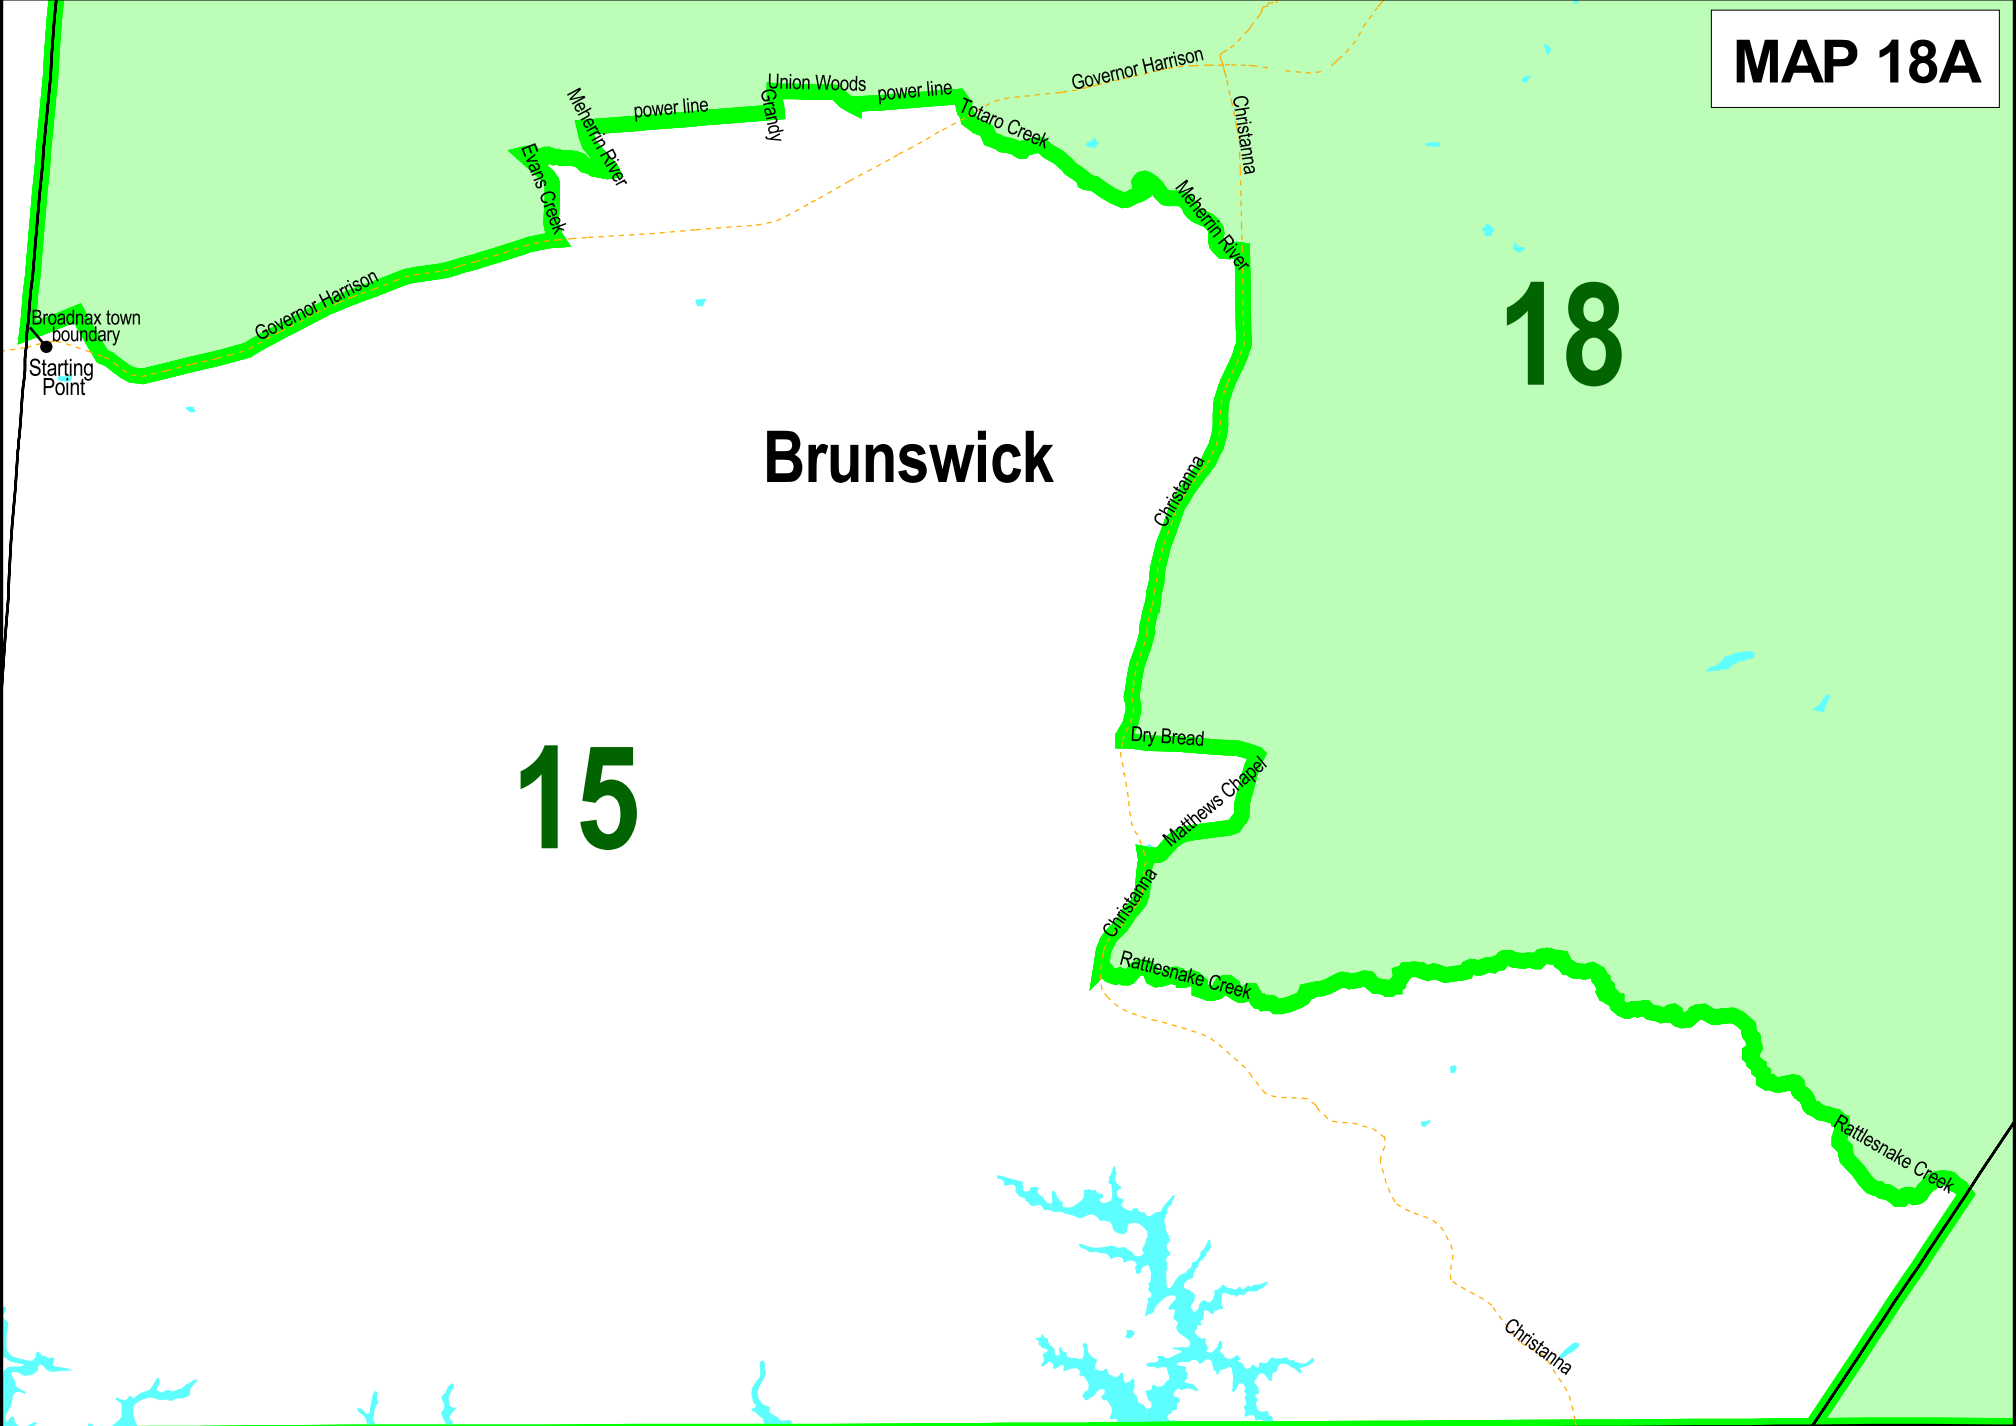 MAP 18A
Governor Harrison
Union Woods
power line
power line
Meherrin River
Grandy
Totaro Creek
Christanna
Evans Creek
Meherrin River
Governor Harrison
Broadnax town
boundary
Starting
Point
18
Brunswick
Christanna
15
Dry Bread
Matthews Chapel
Christanna
Rattlesnake Creek
Rattlesnake Creek
Christanna